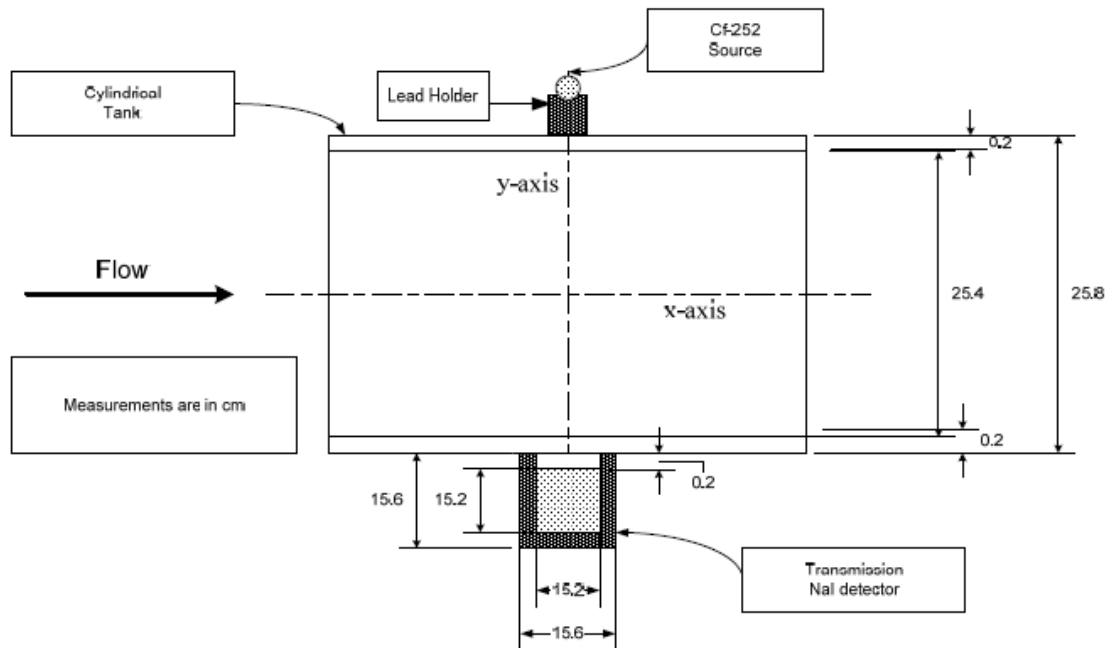 Cf-252
Source
Cylindrical
Tank
Lead Holder
0.2
y-axis
Flow
x-axis
25.4
25.8
Measurements are in cm
0.2
0.2
15.6
15.2
15.2
15.6
Transmission
NaI detector